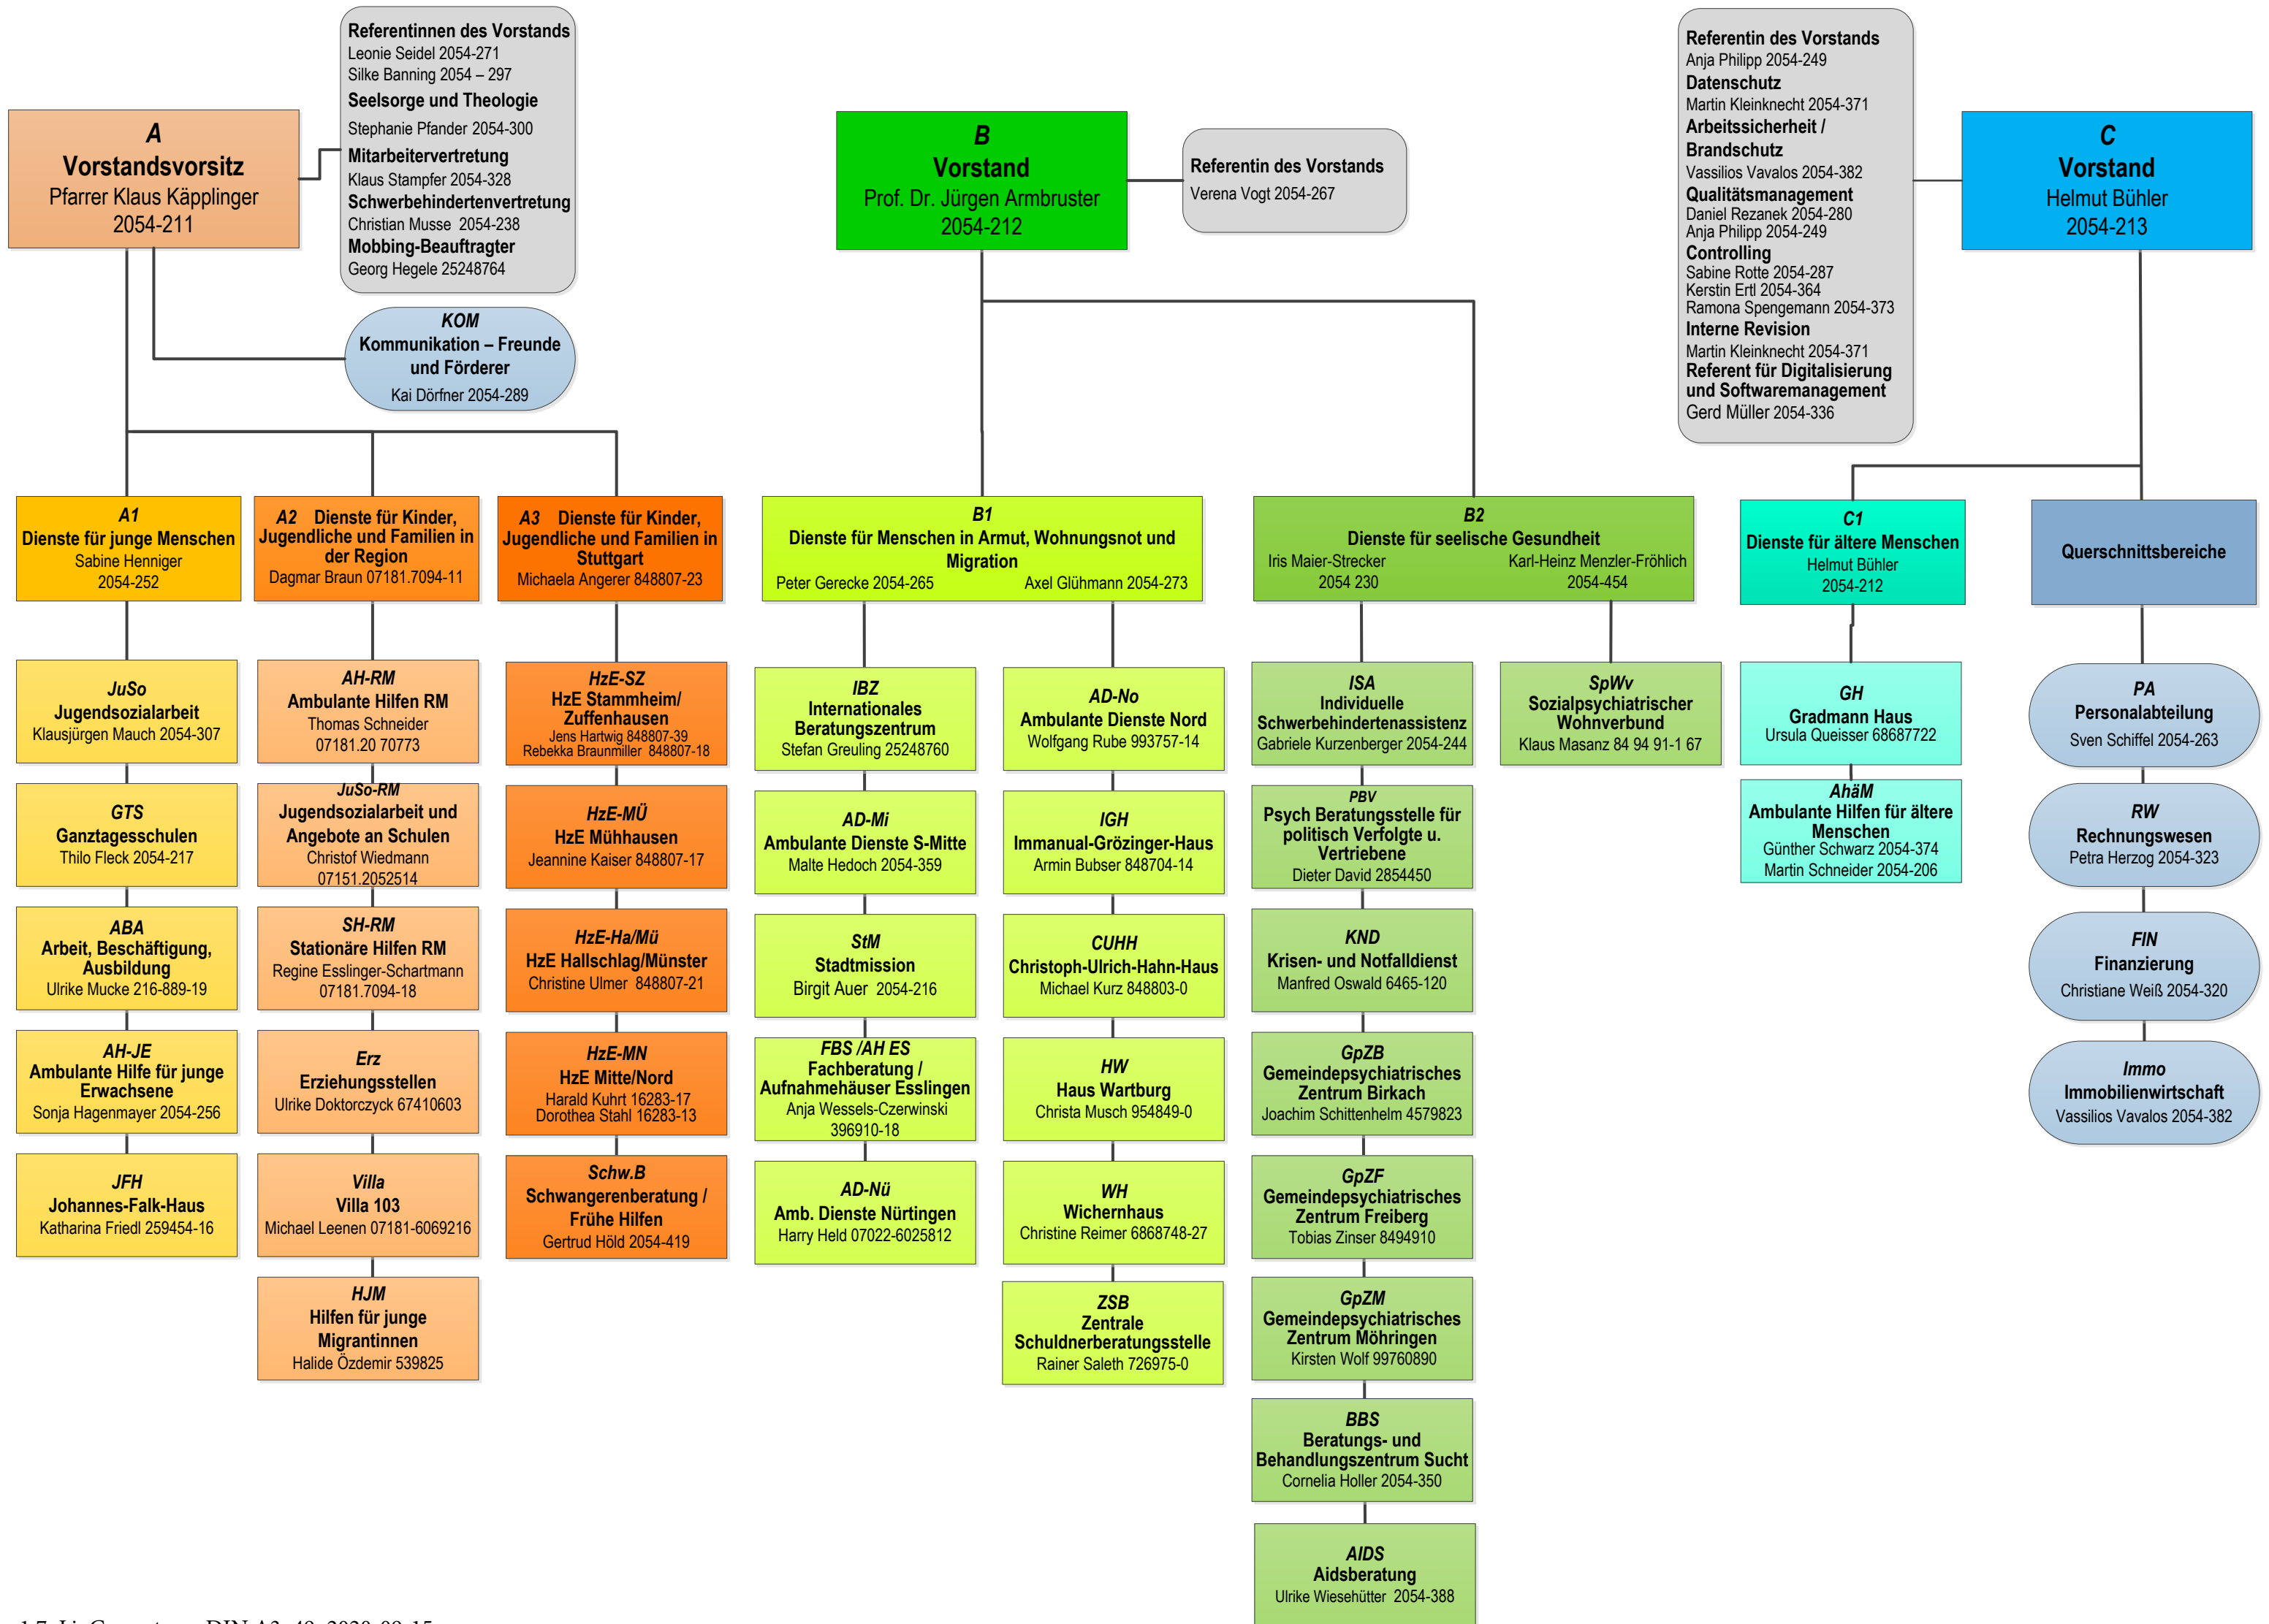 A
Vorstandsvorsitz
Pfarrer Klaus Käpplinger
2054-211
Referentinnen des Vorstands
Leonie Seidel 2054-271
Silke Banning 2054 – 297
Seelsorge und Theologie
Stephanie Pfander 2054-300
Mitarbeitervertretung
Klaus Stampfer 2054-328
Schwerbehindertenvertretung
Christian Musse 2054-238
Mobbing-Beauftragter
Georg Hegele 25248764
KOM
Kommunikation – Freunde
und Förderer
Kai Dörfner 2054-289
B
Vorstand
Prof. Dr. Jürgen Armbruster
2054-212
Referentin des Vorstands
Verena Vogt 2054-267
Referentin des Vorstands
Anja Philipp 2054-249
Datenschutz
Martin Kleinknecht 2054-371
Arbeitssicherheit /
Brandschutz
Vassilios Vavalos 2054-382
Qualitätsmanagement
Daniel Rezanek 2054-280
Anja Philipp 2054-249
Controlling
Sabine Rotte 2054-287
Kerstin Ertl 2054-364
Ramona Spengemann 2054-373
Interne Revision
Martin Kleinknecht 2054-371
Referent für Digitalisierung
und Softwaremanagement
Gerd Müller 2054-336
C
Vorstand
Helmut Bühler
2054-213
A1
Dienste für junge Menschen
Sabine Henniger
2054-252
JuSo
Jugendsozialarbeit
Klausjürgen Mauch 2054-307
GTS
Ganztagesschulen
Thilo Fleck 2054-217
ABA
Arbeit, Beschäftigung,
Ausbildung
Ulrike Mucke 216-889-19
AH-JE
Ambulante Hilfe für junge
Erwachsene
Sonja Hagenmayer 2054-256
JFH
Johannes-Falk-Haus
Katharina Friedl 259454-16
A2 Dienste für Kinder,
Jugendliche und Familien in
der Region
Dagmar Braun 07181.7094-11
AH-RM
Ambulante Hilfen RM
Thomas Schneider
07181.20 70773
JuSo-RM
Jugendsozialarbeit und
Angebote an Schulen
Christof Wiedmann
07151.2052514
SH-RM
Stationäre Hilfen RM
Regine Esslinger-Schartmann
07181.7094-18
Erz
Erziehungsstellen
Ulrike Doktorczyck 67410603
Villa
Villa 103
Michael Leenen 07181-6069216
HJM
Hilfen für junge
Migrantinnen
Halide Özdemir 539825
A3 Dienste für Kinder,
Jugendliche und Familien in
Stuttgart
Michaela Angerer 848807-23
HzE-SZ
HzE Stammheim/
Zuffenhausen
Jens Hartwig 848807-39
Rebekka Braunmiller 848807-18
HzE-MÜ
HzE Mühhausen
Jeannine Kaiser 848807-17
HzE-Ha/Mü
HzE Hallschlag/Münster
Christine Ulmer 848807-21
HzE-MN
HzE Mitte/Nord
Harald Kuhrt 16283-17
Dorothea Stahl 16283-13
Schw.B
Schwangerenberatung /
Frühe Hilfen
Gertrud Höld 2054-419
B1
Dienste für Menschen in Armut, Wohnungsnot und
Migration
Peter Gerecke 2054-265 Axel Glühmann 2054-273
IBZ
Internationales
Beratungszentrum
Stefan Greuling 25248760
AD-Mi
Ambulante Dienste S-Mitte
Malte Hedoch 2054-359
StM
Stadtmission
Birgit Auer 2054-216
FBS /AH ES
Fachberatung /
Aufnahmehäuser Esslingen
Anja Wessels-Czerwinski
396910-18
AD-Nü
Amb. Dienste Nürtingen
Harry Held 07022-6025812
AD-No
Ambulante Dienste Nord
Wolfgang Rube 993757-14
IGH
Immanual-Grözinger-Haus
Armin Bubser 848704-14
CUHH
Christoph-Ulrich-Hahn-Haus
Michael Kurz 848803-0
HW
Haus Wartburg
Christa Musch 954849-0
WH
Wichernhaus
Christine Reimer 6868748-27
ZSB
Zentrale
Schuldnerberatungsstelle
Rainer Saleth 726975-0
B2
Dienste für seelische Gesundheit
Iris Maier-Strecker Karl-Heinz Menzler-Fröhlich
2054 230 2054-454
ISA
Individuelle
Schwerbehindertenassistenz
Gabriele Kurzenberger 2054-244
PBV
Psych Beratungsstelle für
politisch Verfolgte u.
Vertriebene
Dieter David 2854450
KND
Krisen- und Notfalldienst
Manfred Oswald 6465-120
GpZB
Gemeindepsychiatrisches
Zentrum Birkach
Joachim Schittenhelm 4579823
GpZF
Gemeindepsychiatrisches
Zentrum Freiberg
Tobias Zinser 8494910
GpZM
Gemeindepsychiatrisches
Zentrum Möhringen
Kirsten Wolf 99760890
BBS
Beratungs- und
Behandlungszentrum Sucht
Cornelia Holler 2054-350
AIDS
Aidsberatung
Ulrike Wiesehütter 2054-388
SpWv
Sozialpsychiatrischer
Wohnverbund
Klaus Masanz 84 94 91-1 67
C1
Dienste für ältere Menschen
Helmut Bühler
2054-212
GH
Gradmann Haus
Ursula Queisser 68687722
AhäM
Ambulante Hilfen für ältere
Menschen
Günther Schwarz 2054-374
Martin Schneider 2054-206
Querschnittsbereiche
PA
Personalabteilung
Sven Schiffel 2054-263
RW
Rechnungswesen
Petra Herzog 2054-323
FIN
Finanzierung
Christiane Weiß 2054-320
Immo
Immobilienwirtschaft
Vassilios Vavalos 2054-382